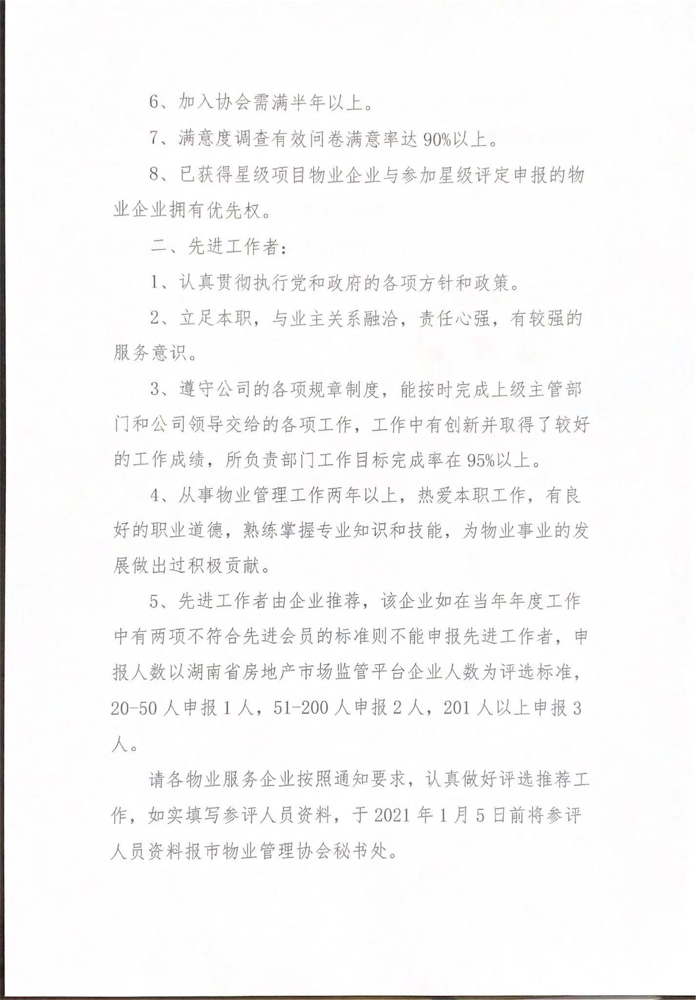 6、加入协会需满半年以上。
7、满意度调查有效问卷满意率达 90%以上。
8、已获得星级项目物业企业与参加星级评定申报的物
业企业拥有优先权。
二、先进工作者：
1、认真贯彻执行党和政府的各项方针和政策。
2、立足本职，与业主关系融洽，责任心强，有较强的
服务意识。
3、遵守公司的各项规章制度，能按时完成上级主管部
门和公司领导交给的各项工作，工作中有创新并取得了较好
的工作成绩，所负责部门工作目标完成率在 95%以上。
4、从事物业管理工作两年以上，热爱本职工作，有良
好的职业道德，熟练掌握专业知识和技能，为物业事业的发
展做出过积极贡献。
5、先进工作者由企业推荐，该企业如在当年年度工作
中有两项不符合先进会员的标准则不能申报先进工作者，申
报人数以湖南省房地产市场监管平台企业人数为评选标准，
20-50 人申报 1 人，51-200 人申报 2 人，201 人以上申报 3
人。
请各物业服务企业按照通知要求，认真做好评选推荐工
作，如实填写参评人员资料，于 2021 年 1 月 5 日前将参评
人员资料报市物业管理协会秘书处。